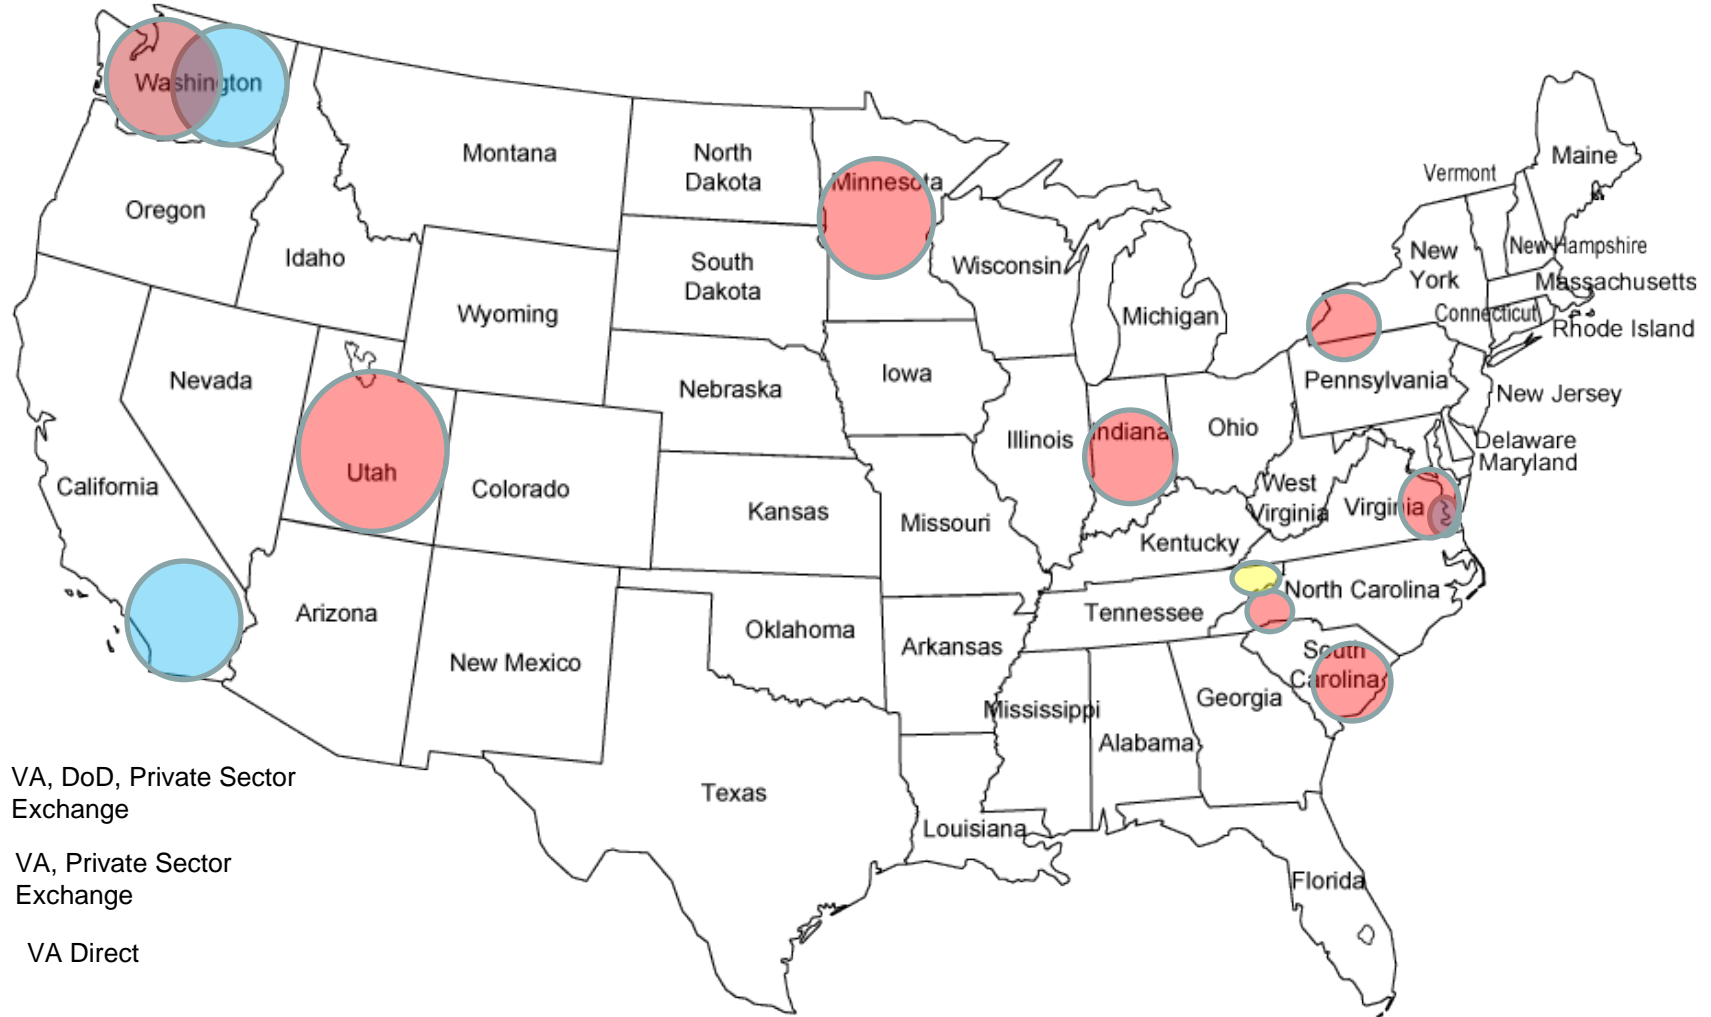 Washington
Montana
North
Dakota
Minnesota
Maine
Vermont
Oregon
Idaho
South
Dakota
Wisconsin
New
York
New Hampshire
Massachusetts
Wyoming
Michigan
Connecticut
Rhode Island
Nevada
Nebraska
Iowa
Pennsylvania
New Jersey
Utah
Colorado
Illinois
Indiana
Ohio
Delaware
Maryland
California
Kansas
Missouri
West
Virginia
Virginia
Kentucky
Arizona
New Mexico
Oklahoma
Arkansas
Tennessee
North Carolina
South
Carolina
Mississippi
Alabama
Georgia
Texas
Louisiana
Florida
VA, DoD, Private Sector
Exchange
VA, Private Sector
Exchange
VA Direct